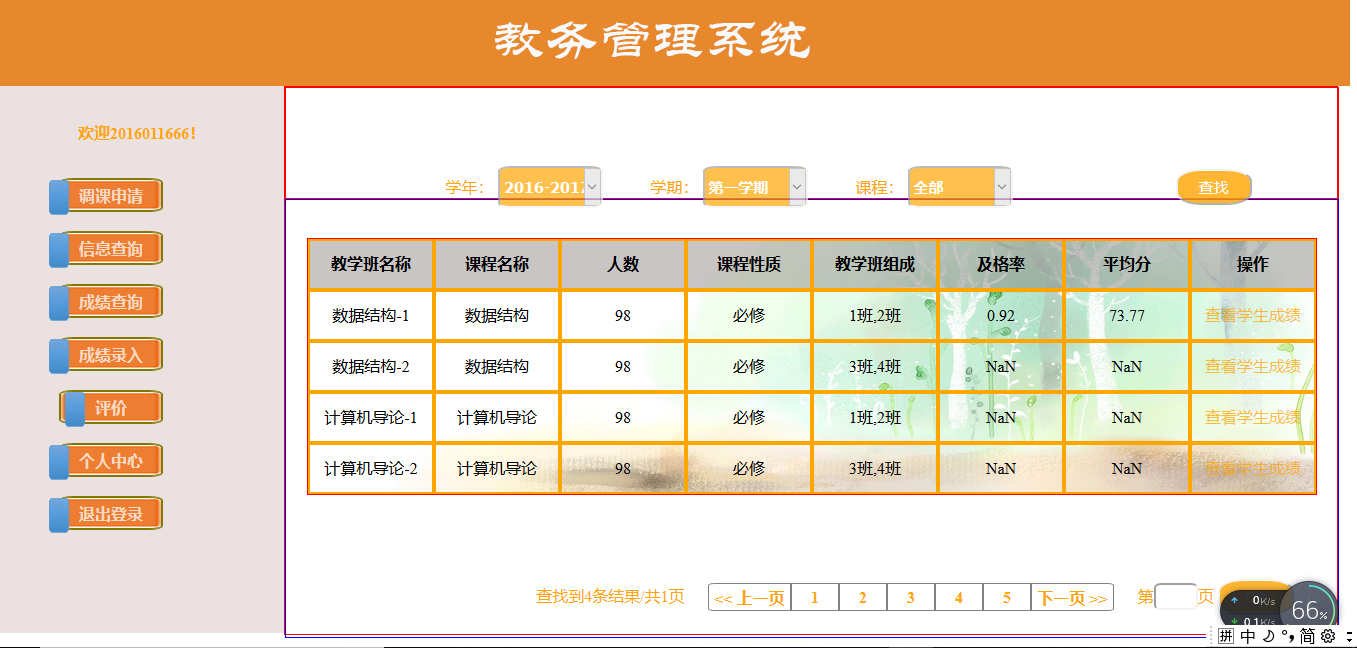 教务管理系统
欢迎2016011666!
调课申请
信息查询
成绩查询
成绩录入
评价
个人中心
退出登录
学年： 2016-2017 学期： 第一学期 课程： 全部 查找
教学班名称 课程名称 人数 课程性质 教学班组成 及格率 平均分 操作
数据结构-1 数据结构 98 必修 1班,2班 0.92 73.77 查看学生成绩
数据结构-2 数据结构 98 必修 3班,4班 NaN NaN 查看学生成绩
计算机导论-1 计算机导论 98 必修 1班,2班 NaN NaN 查看学生成绩
计算机导论-2 计算机导论 98 必修 3班,4班 NaN NaN 查看学生成绩
查找到4条结果/共1页 << 上一页 1 2 3 4 5 下一页 >> 第 页
0K/s
0.1K/s
66%
拼 中 简